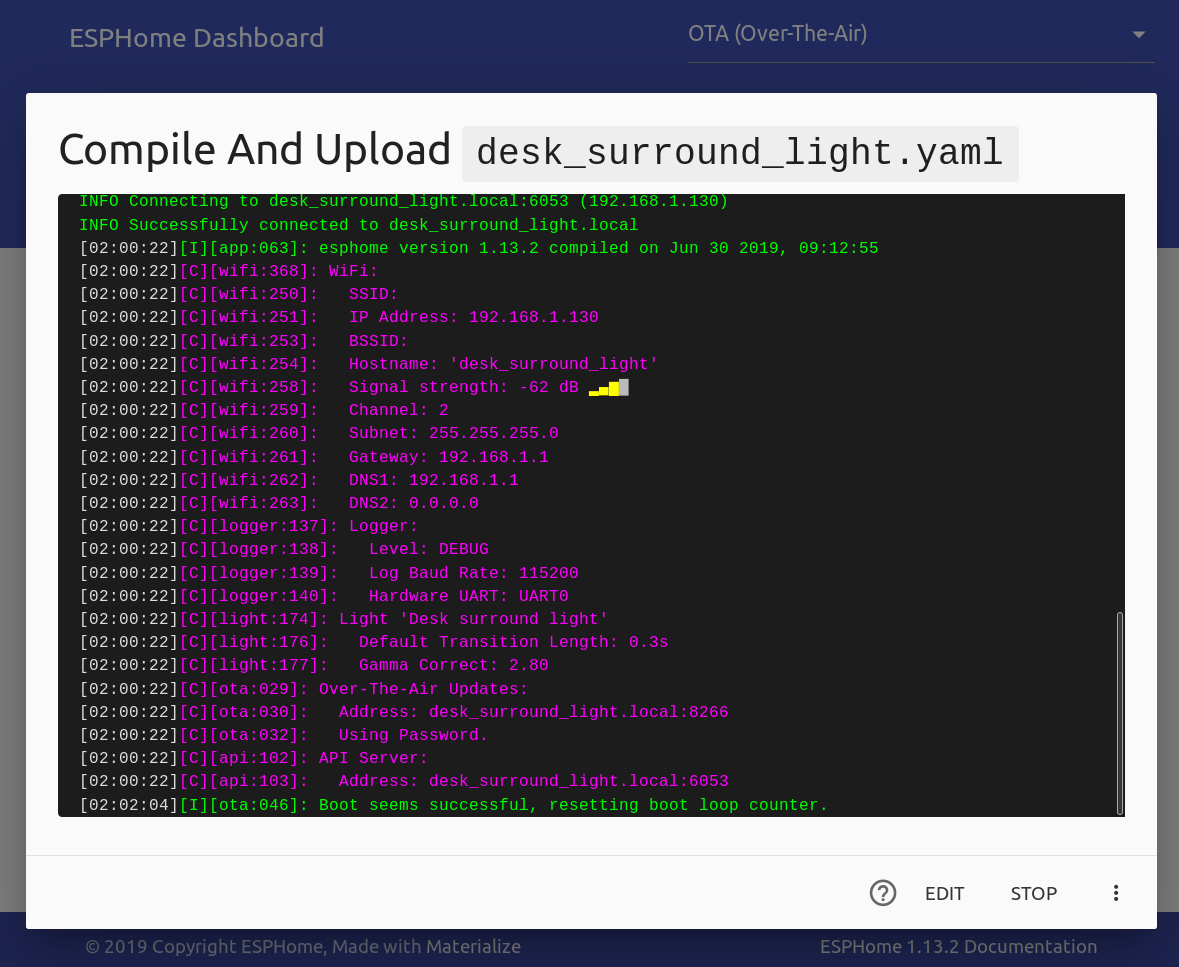 ESPHome Dashboard
OTA (Over-The-Air)
Compile And Upload desk_surround_light.yaml
INFO Connecting to desk_surround_light.local:6053 (192.168.1.130)
INFO Successfully connected to desk_surround_light.local
[02:00:22][I][app:063]: esphome version 1.13.2 compiled on Jun 30 2019, 09:12:55
[02:00:22][C][wifi:368]: WiFi:
[02:00:22][C][wifi:250]:   SSID:
[02:00:22][C][wifi:251]:   IP Address: 192.168.1.130
[02:00:22][C][wifi:253]:   BSSID:
[02:00:22][C][wifi:254]:   Hostname: 'desk_surround_light'
[02:00:22][C][wifi:258]:   Signal strength: -62 dB ▂▄▆█
[02:00:22][C][wifi:259]:   Channel: 2
[02:00:22][C][wifi:260]:   Subnet: 255.255.255.0
[02:00:22][C][wifi:261]:   Gateway: 192.168.1.1
[02:00:22][C][wifi:262]:   DNS1: 192.168.1.1
[02:00:22][C][wifi:263]:   DNS2: 0.0.0.0
[02:00:22][C][logger:137]: Logger:
[02:00:22][C][logger:138]:   Level: DEBUG
[02:00:22][C][logger:139]:   Log Baud Rate: 115200
[02:00:22][C][logger:140]:   Hardware UART: UART0
[02:00:22][C][light:174]: Light 'Desk surround light'
[02:00:22][C][light:176]:   Default Transition Length: 0.3s
[02:00:22][C][light:177]:   Gamma Correct: 2.80
[02:00:22][C][ota:029]: Over-The-Air Updates:
[02:00:22][C][ota:030]:   Address: desk_surround_light.local:8266
[02:00:22][C][ota:032]:   Using Password.
[02:00:22][C][api:102]: API Server:
[02:00:22][C][api:103]:   Address: desk_surround_light.local:6053
[02:02:04][I][ota:046]: Boot seems successful, resetting boot loop counter.
EDIT
STOP
© 2019 Copyright ESPHome, Made with Materialize
ESPHome 1.13.2 Documentation